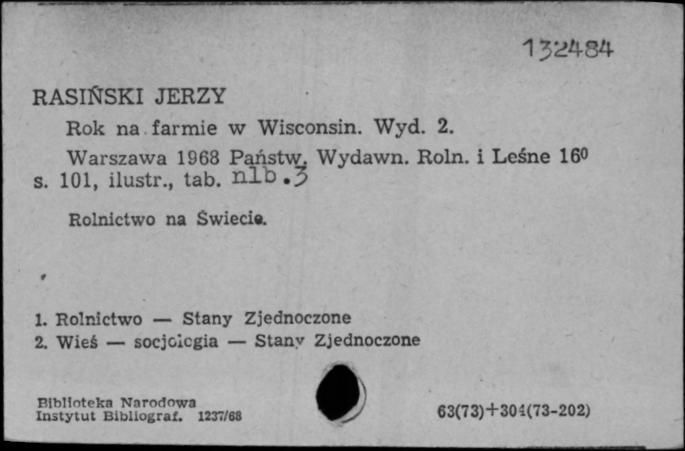 132484
RASIŃSKI JERZY
Rok na farmie w Wisconsin. Wyd. 2.
Warszawa 1968 Państw. Wydawn. Roln. i Leśne 16⁰
s. 101, ilustr., tab. nlb.3
Rolnictwo na Świecie.
1. Rolnictwo — Stany Zjednoczone
2. Wieś — socjologia — Stany Zjednoczone
Biblioteka Narodowa
Instytut Bibliograf. 1237/68
63(73)+304(73-202)